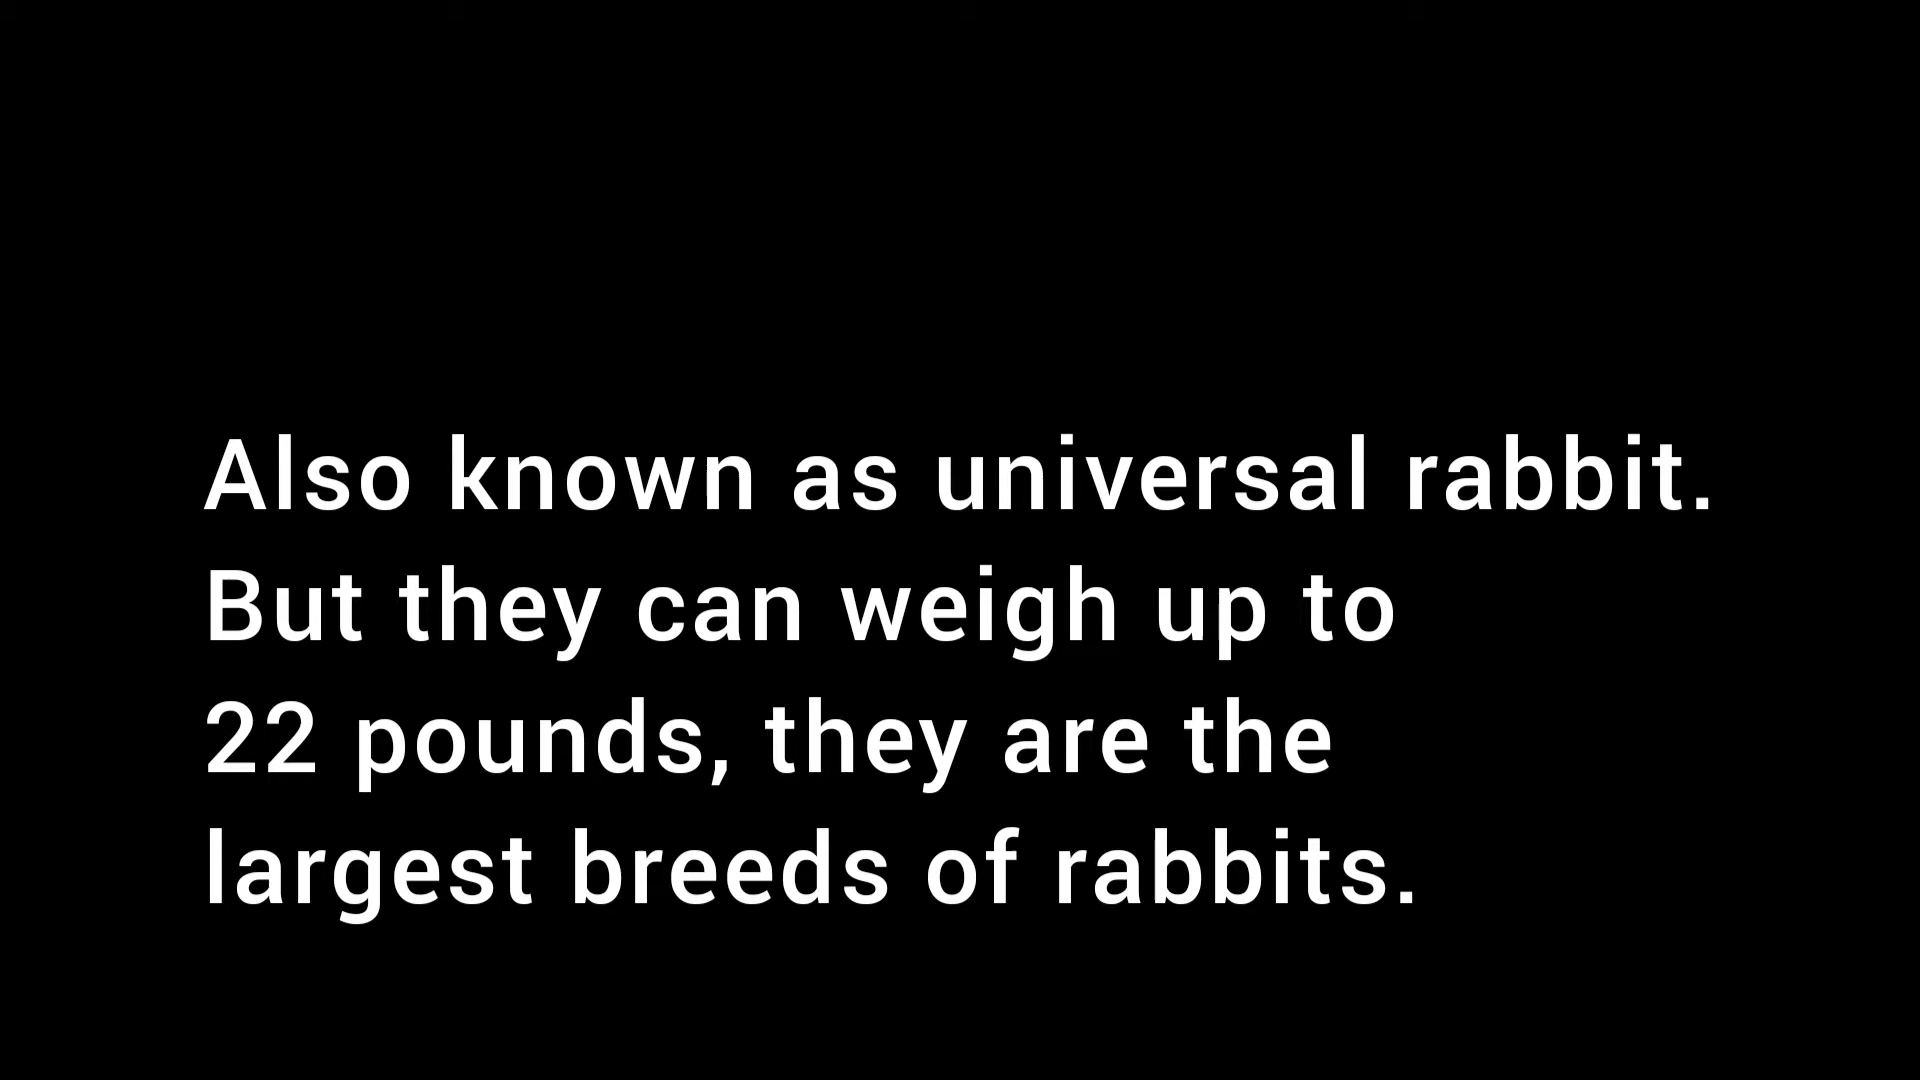 Also known as universal rabbit.
But they can weigh up to
22 pounds, they are the
largest breeds of rabbits.